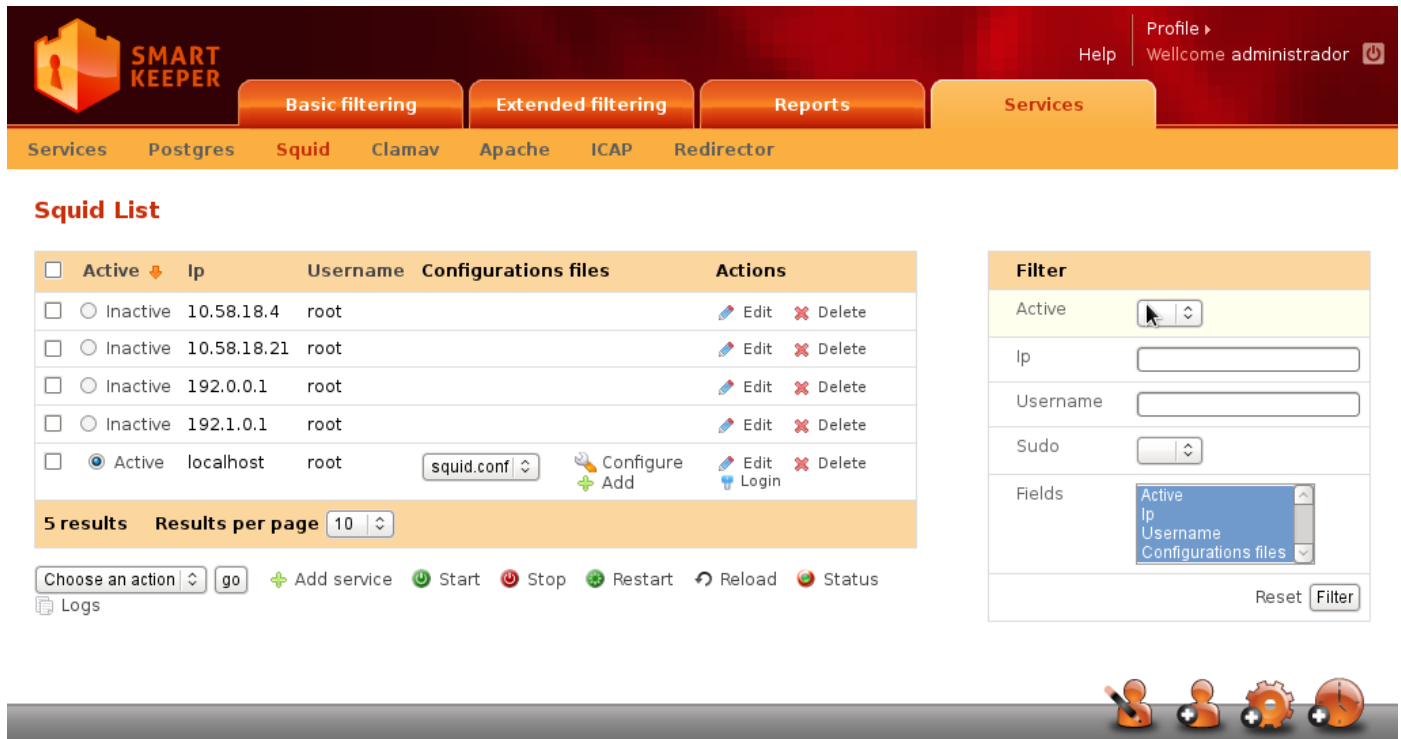 SMART
KEEPER
Profile
Help
Wellcome administrador
Basic filtering
Extended filtering
Reports
Services
Services Postgres Squid Clamav Apache ICAP Redirector
Squid List
Active Ip Username Configurations files Actions
Inactive 10.58.18.4 root Edit Delete
Inactive 10.58.18.21 root Edit Delete
Inactive 192.0.0.1 root Edit Delete
Inactive 192.1.0.1 root Edit Delete
Active localhost root squid.conf Configure Edit Delete
Add Login
5 results Results per page 10
Choose an action go Add service Start Stop Restart Reload Status
Logs
Filter
Active
Ip
Username
Sudo
Fields
Active
Ip
Username
Configurations files
Reset Filter